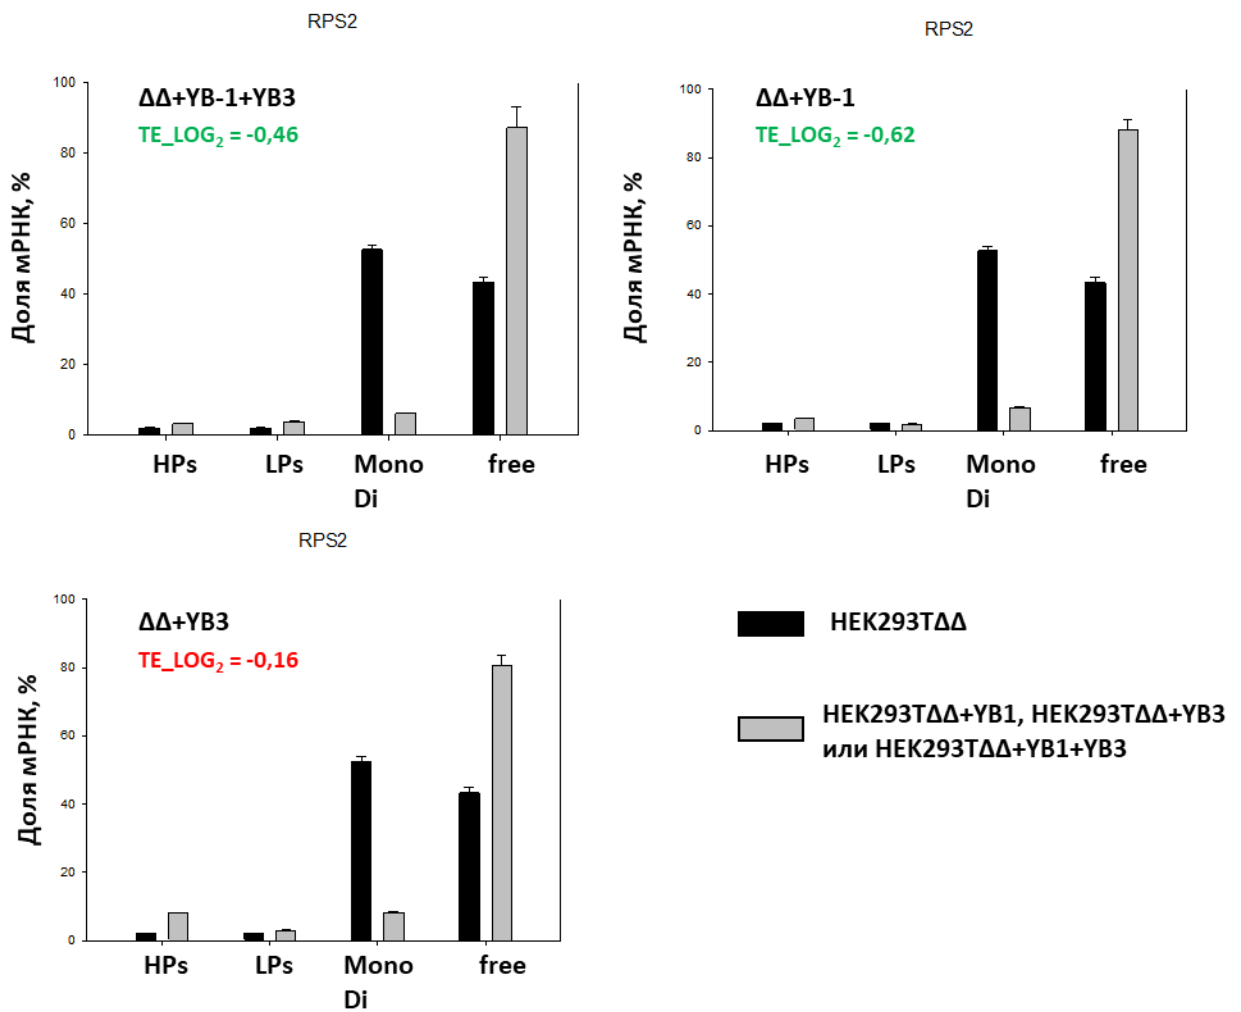 RPS2
ΔΔ+YB-1+YB3
TE_LOG2 = -0,46
Доля мРНК, %
100
80
60
40
20
0
HPs LPs Mono free
Di
RPS2
ΔΔ+YB-1
TE_LOG2 = -0,62
Доля мРНК, %
100
80
60
40
20
0
HPs LPs Mono free
Di
RPS2
ΔΔ+YB3
TE_LOG2 = -0,16
Доля мРНК, %
100
80
60
40
20
0
HPs LPs Mono free
Di
HEK293TΔΔ
HEK293TΔΔ+YB1, HEK293TΔΔ+YB3
или HEK293TΔΔ+YB1+YB3